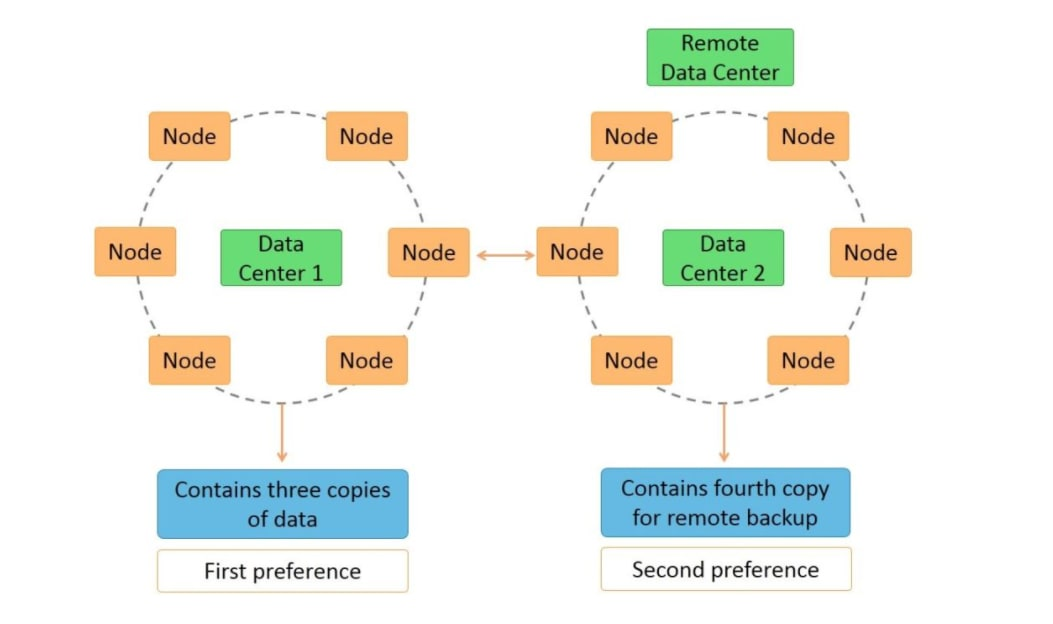 Remote
Data Center
Node
Node
Node
Node
Node
Data
Center 1
Node
Node
Data
Center 2
Node
Node
Node
Node
Node
Contains three copies
of data
Contains fourth copy
for remote backup
First preference
Second preference